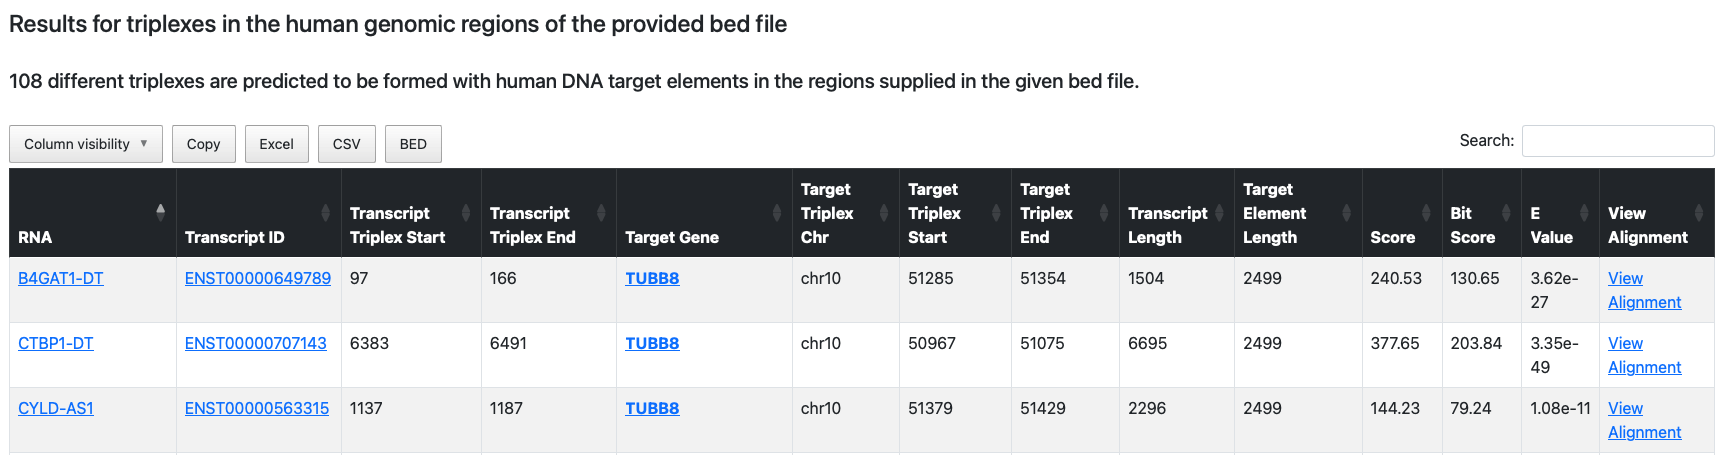 Results for triplexes in the human genomic regions of the provided bed file
108 different triplexes are predicted to be formed with human DNA target elements in the regions supplied in the given bed file.
Column visibility ▼ Copy Excel CSV BED Search:
RNA Transcript ID Transcript Triplex Start Transcript Triplex End Target Gene Target Triplex Chr Target Triplex Start Target Triplex End Transcript Length Target Element Length Score Bit Score E Value View Alignment
B4GAT1-DT ENST00000649789 97 166 TUBB8 chr10 51285 51354 1504 2499 240.53 130.65 3.62e-27 View Alignment
CTBP1-DT ENST00000707143 6383 6491 TUBB8 chr10 50967 51075 6695 2499 377.65 203.84 3.35e-49 View Alignment
CYLD-AS1 ENST00000563315 1137 1187 TUBB8 chr10 51379 51429 2296 2499 144.23 79.24 1.08e-11 View Alignment